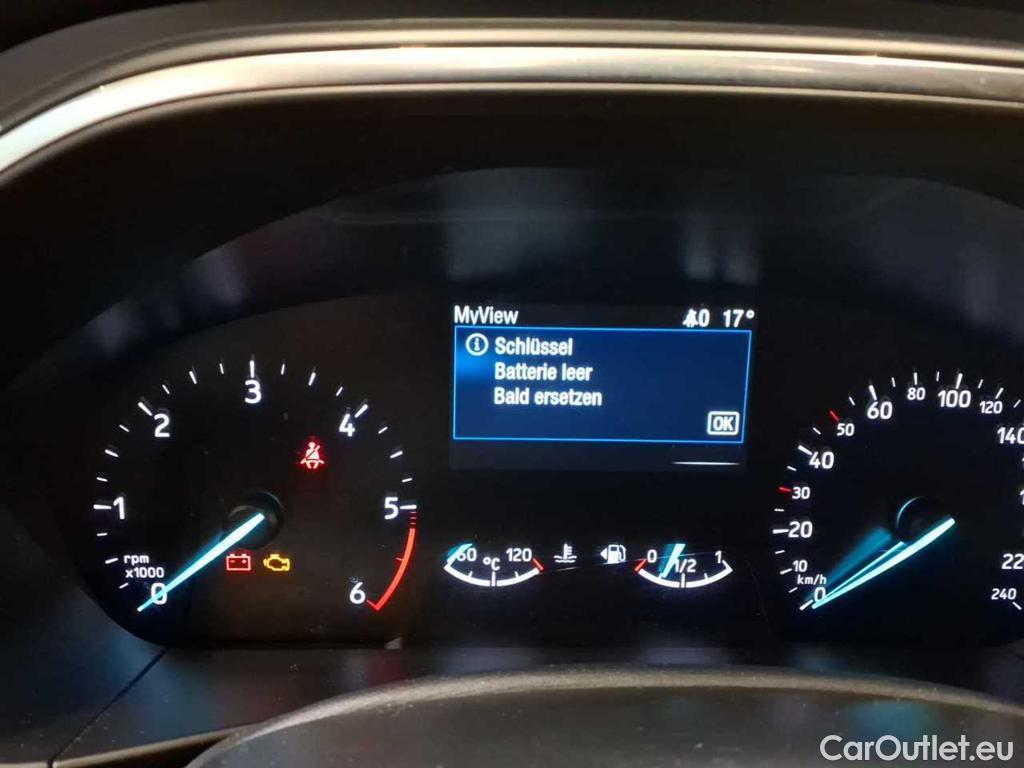 MyView 0 17°
Schlüssel
Batterie leer
Bald ersetzen
OK
0 1 2 3 4 5 6
rpm
x1000
60 °C 120
0 1/2 1
0 10 20 30 40 50 60 80 100 120 140 22 240
km/h
CarOutlet.eu